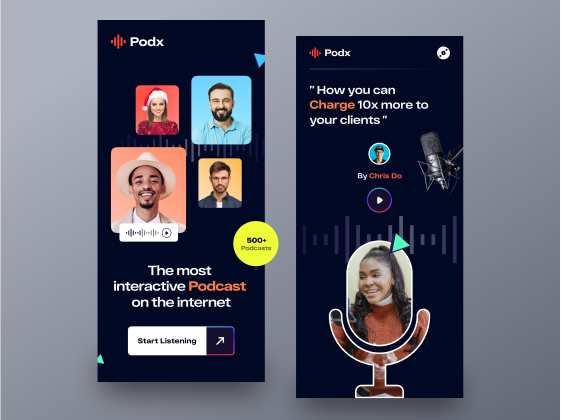 Podx
500+
Podcasts
The most
interactive Podcast
on the internet
Start Listening
Podx
" How you can
Charge 10x more to
your clients "
By Chris Do